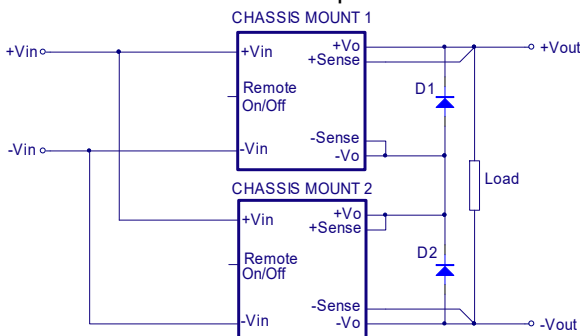 CHASSIS MOUNT 1
+Vin
+Vin
+Vo
+Sense
+Vout
Remote
On/Off
D1
-Sense
-Vin
-Vin
-Vo
Load
CHASSIS MOUNT 2
+Vin
+Vo
+Sense
Remote
On/Off
D2
-Sense
-Vin
-Vo
-Vout